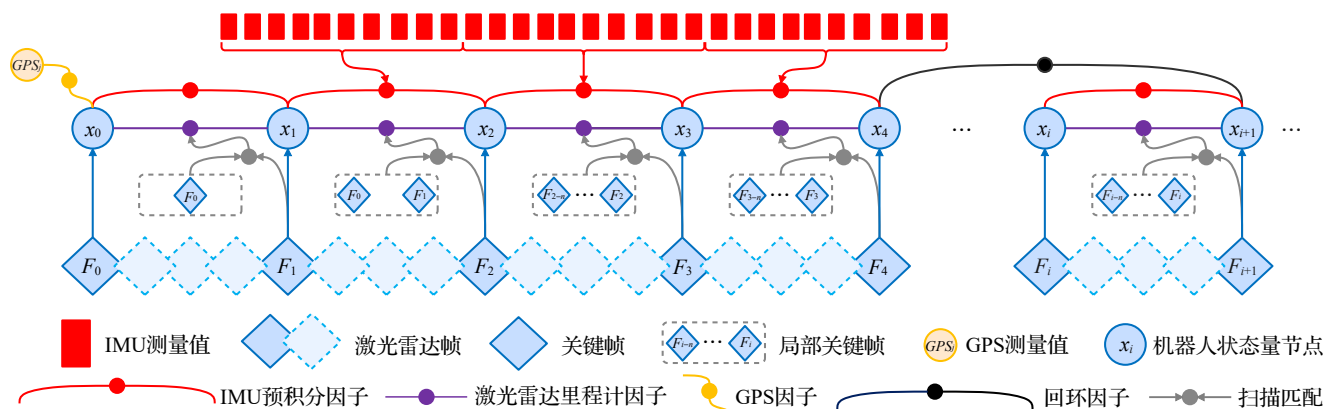 GPSj
x0 x1 x2 x3 x4 ... xi xi+1 ...
F0 F0 F1 F2−n ··· F2 F3−n ··· F3 Fi−n ··· Fi
F0 F1 F2 F3 F4 Fi Fi+1
IMU测量值 激光雷达帧 关键帧 Fi−n ··· Fi 局部关键帧 GPSi GPS测量值 xi 机器人状态量节点
IMU预积分因子 激光雷达里程计因子 GPS因子 回环因子 扫描匹配